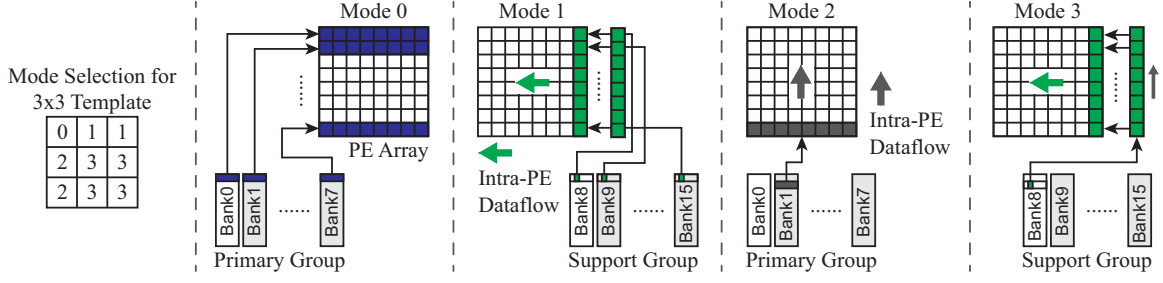 Mode Selection for
3x3 Template
0 1 1
2 3 3
2 3 3
Mode 0
PE Array
Bank0
Bank1
......
Bank7
Primary Group
Mode 1
Intra-PE
Dataflow
Bank8
Bank9
......
Bank15
Support Group
Mode 2
Intra-PE
Dataflow
Bank0
Bank1
......
Bank7
Primary Group
Mode 3
Bank8
Bank9
......
Bank15
Support Group